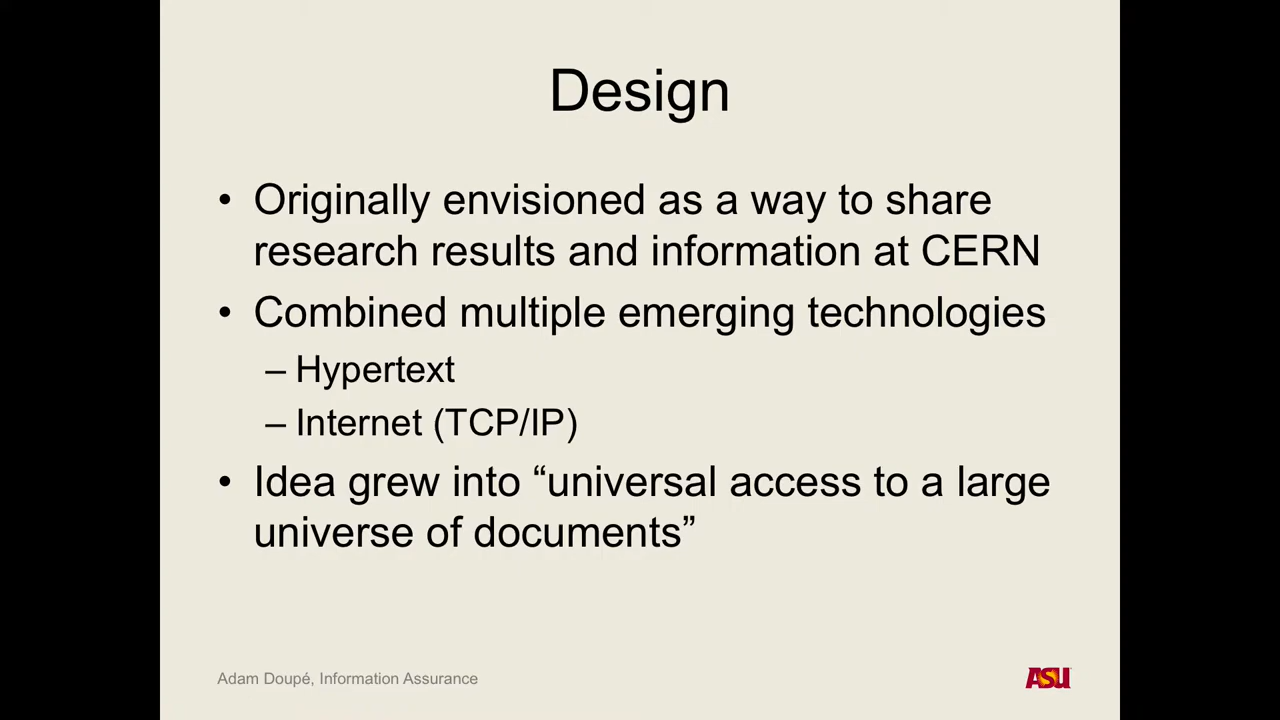 Design
• Originally envisioned as a way to share
research results and information at CERN
• Combined multiple emerging technologies
– Hypertext
– Internet (TCP/IP)
• Idea grew into “universal access to a large
universe of documents”
Adam Doupé, Information Assurance
ASU